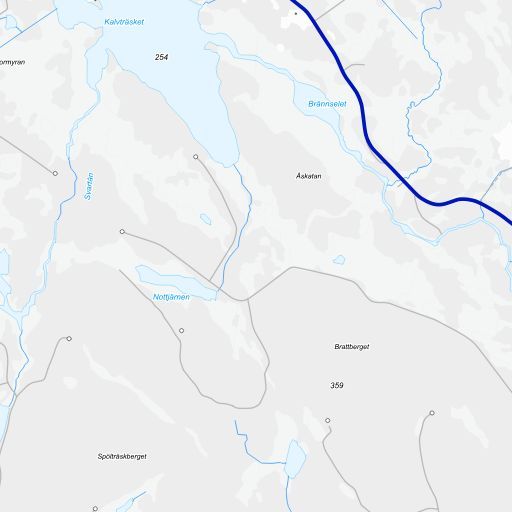 Kalvträsket
254
ormyran
Brännselet
Åskatan
Svartån
Nottjärnen
Brattberget
359
Spölträskberget